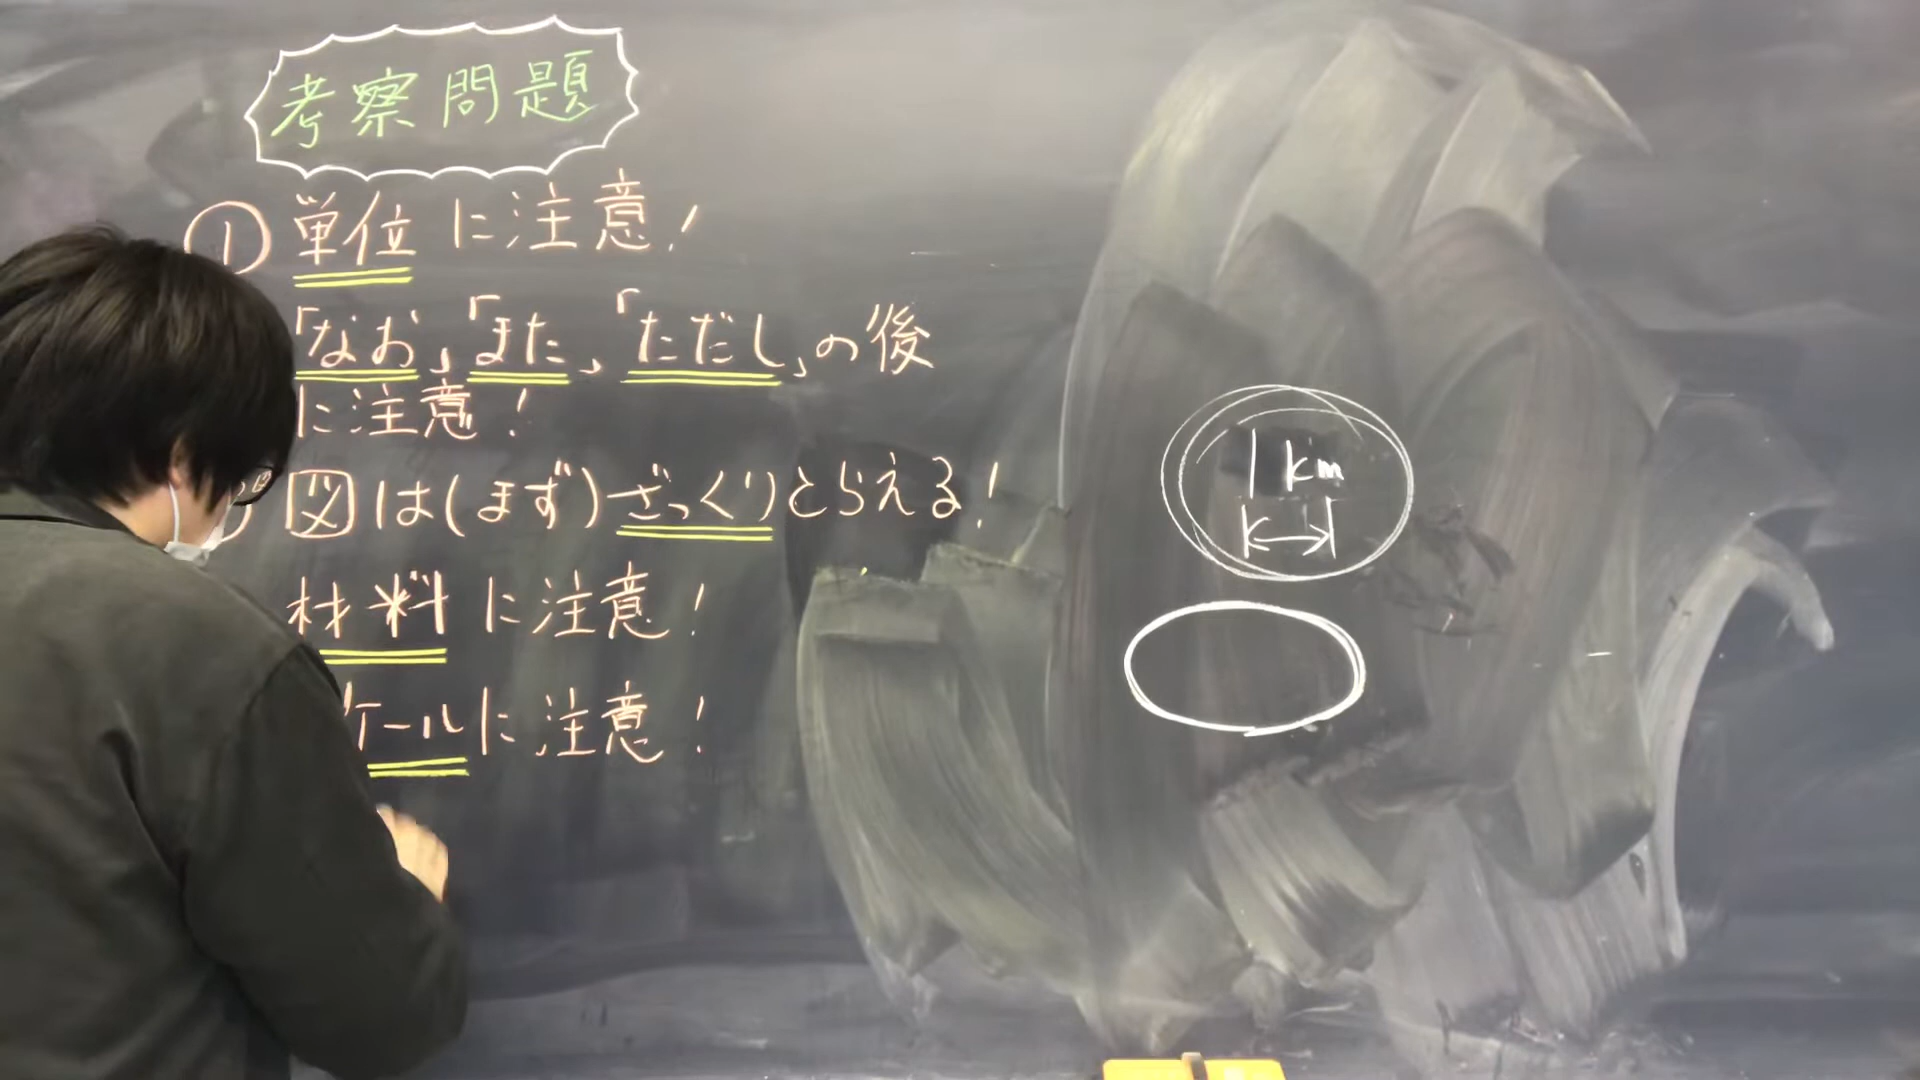 考察問題
① 単位に注意!
「なお」,「また」,「ただし」の後
に注意!
図は(まず)ざっくりとらえる!
材料に注意!
ケールに注意!
1 km